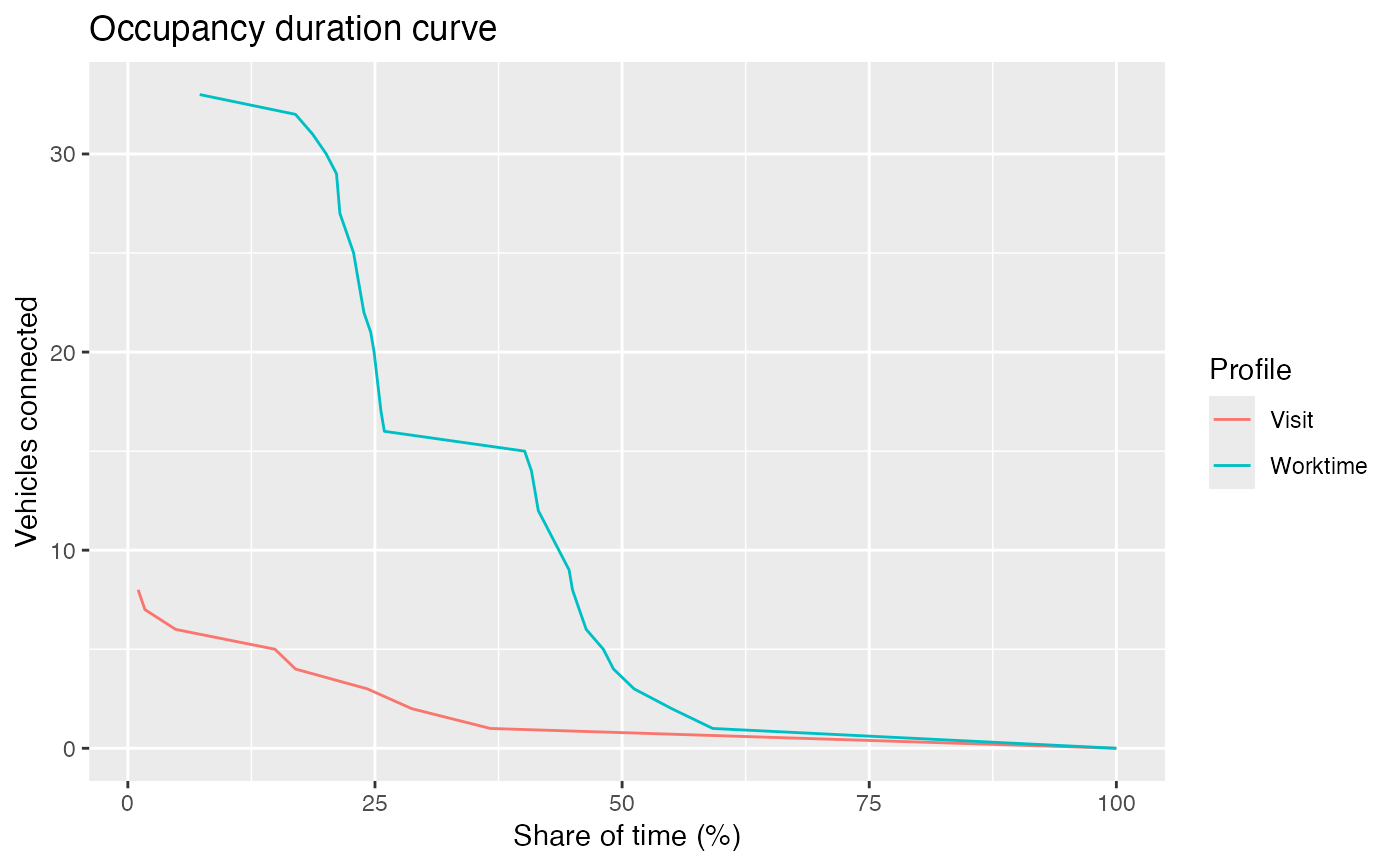 Occupancy duration curve
Vehicles connected
30
20
10
0
0 25 50 75 100
Share of time (%)
Profile
Visit
Worktime